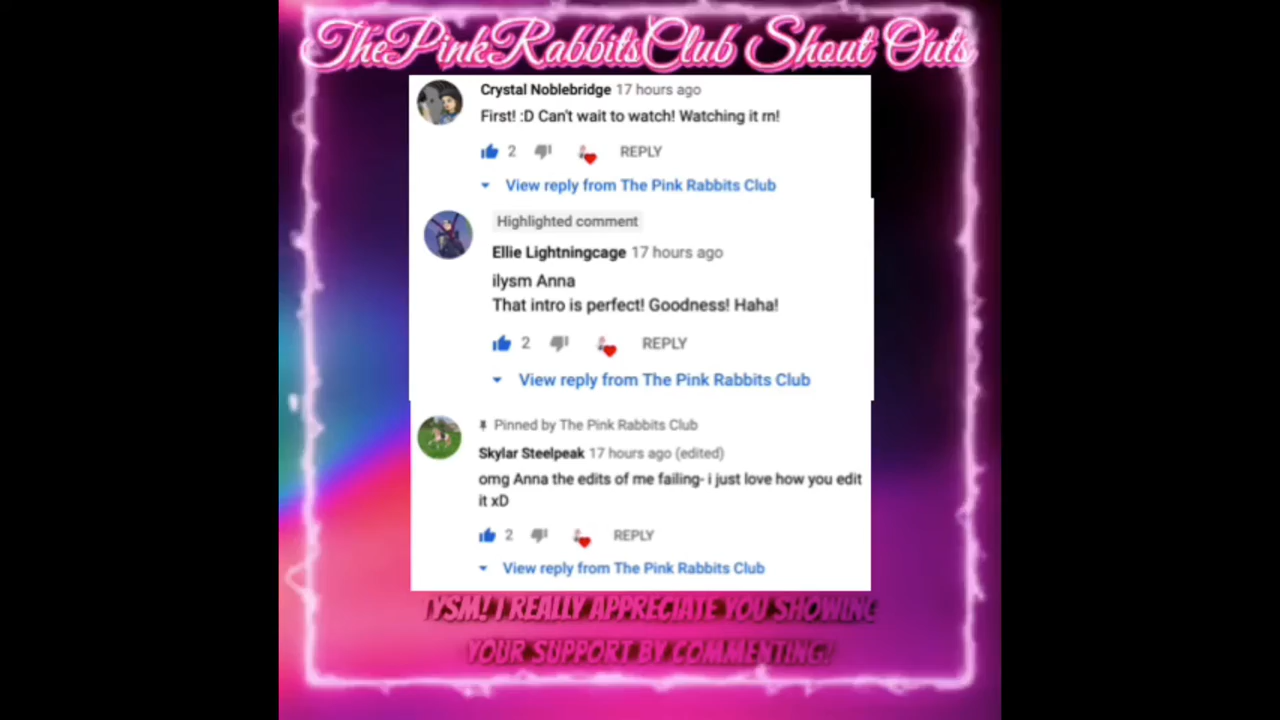 ThePinkRabbitsClub Shout Outs
Crystal Noblebridge 17 hours ago
First! :D Can't wait to watch! Watching it rn!
2 REPLY
View reply from The Pink Rabbits Club
Highlighted comment
Ellie Lightningcage 17 hours ago
ilysm Anna
That intro is perfect! Goodness! Haha!
2 REPLY
View reply from The Pink Rabbits Club
Pinned by The Pink Rabbits Club
Skylar Steelpeak 17 hours ago (edited)
omg Anna the edits of me failing- i just love how you edit
it xD
2 REPLY
View reply from The Pink Rabbits Club
TYSM! I REALLY APPRECIATE YOU SHOWING
YOUR SUPPORT BY COMMENTING!